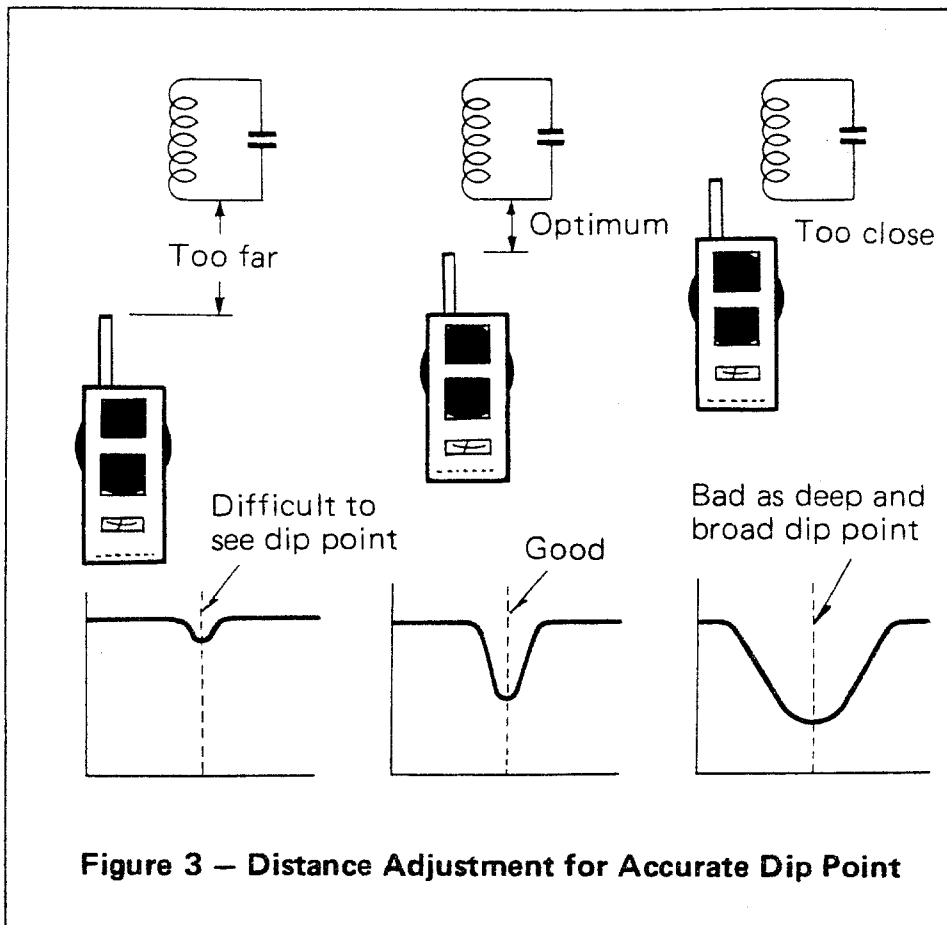 Too far
Optimum
Too close
Difficult to
see dip point
Good
Bad as deep and
broad dip point
Figure 3 — Distance Adjustment for Accurate Dip Point